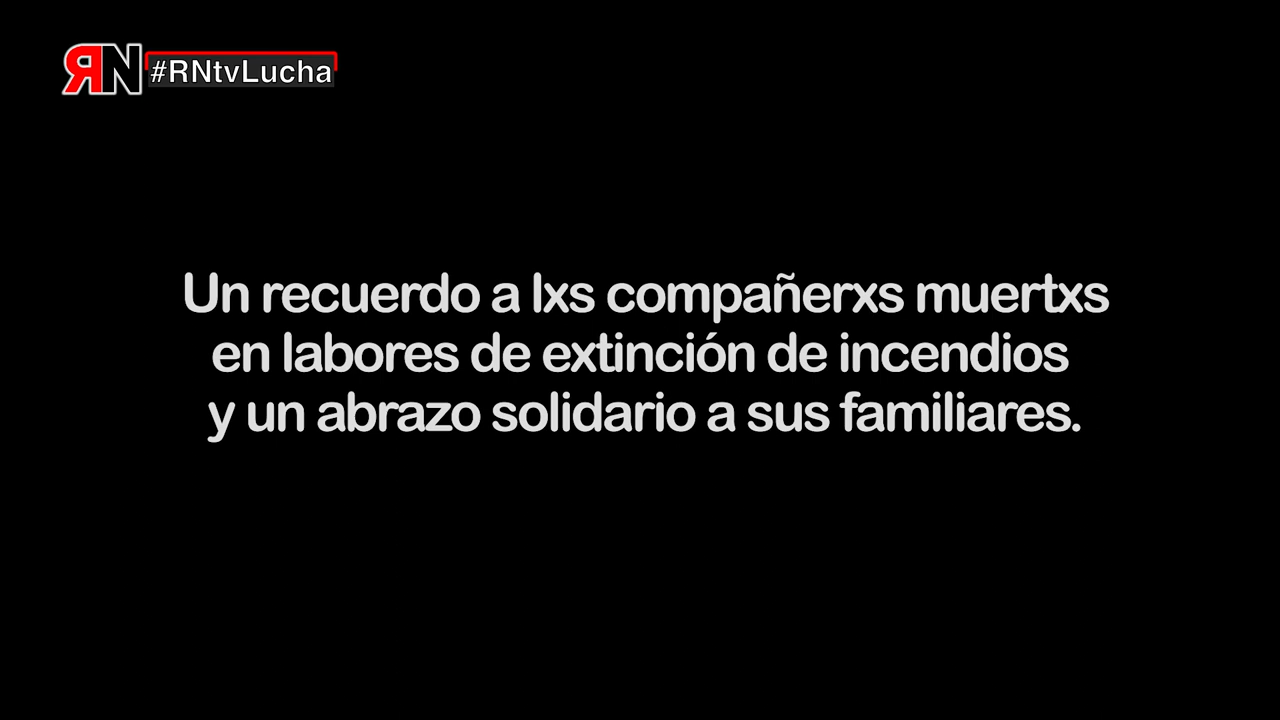 RN #RNtvLucha
Un recuerdo a lxs compañerxs muertxs
en labores de extinción de incendios
y un abrazo solidario a sus familiares.